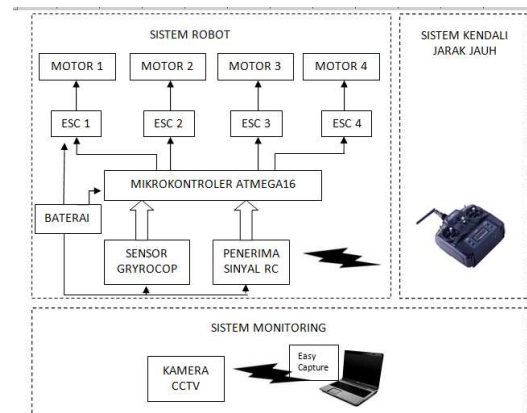 SISTEM ROBOT
SISTEM KENDALI
JARAK JAUH
MOTOR 1
MOTOR 2
MOTOR 3
MOTOR 4
ESC 1
ESC 2
ESC 3
ESC 4
MIKROKONTROLER ATMEGA16
BATERAI
SENSOR
GRYROCOP
PENERIMA
SINYAL RC
SISTEM MONITORING
KAMERA
CCTV
Easy
Capture